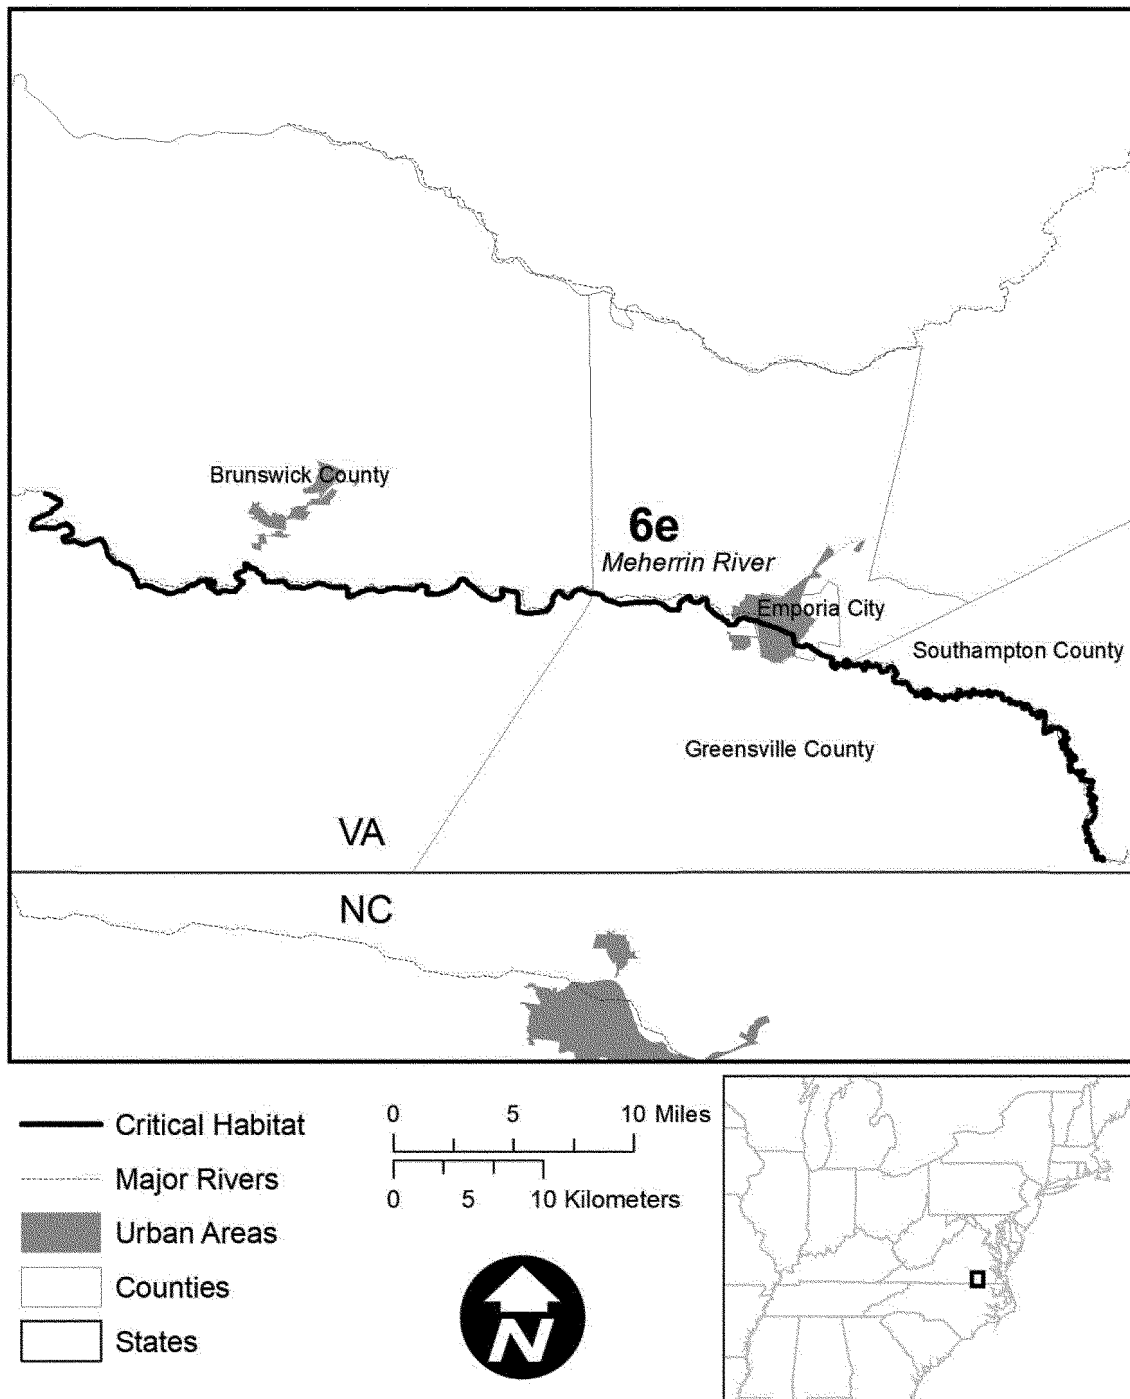 Brunswick County
6e
Meherrin River
Emporia City
Southampton County
Greensville County
VA
NC
Critical Habitat
Major Rivers
Urban Areas
Counties
States
0 5 10 Miles
0 5 10 Kilometers
N